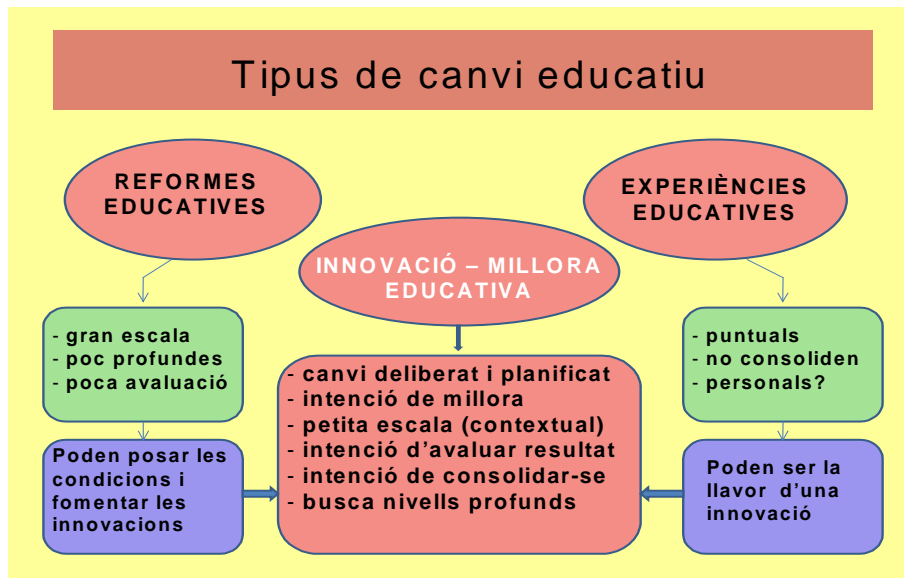 Tipus de canvi educatiu
REFORMES
EDUCATIVES
EXPERIÈNCIES
EDUCATIVES
INNOVACIÓ – MILLORA
EDUCATIVA
- gran escala
- poc profundes
- poca avaluació
- puntuals
- no consoliden
- personals?
- canvi deliberat i planificat
- intenció de millora
- petita escala (contextual)
- intenció d’avaluar resultat
- intenció de consolidar-se
- busca nivells profunds
Poden posar les
condicions i
fomentar les
innovacions
Poden ser la
llavor d’una
innovació